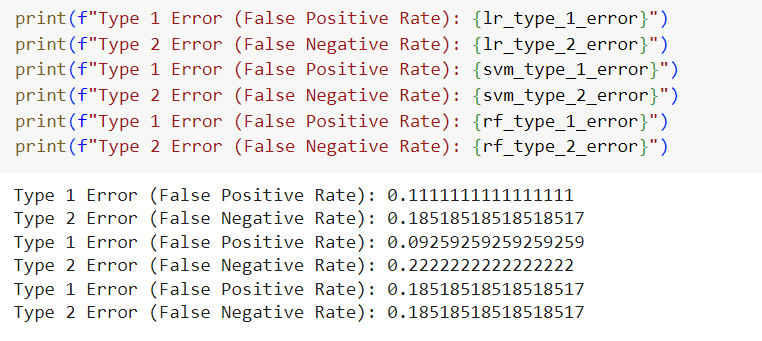 print(f"Type 1 Error (False Positive Rate): {lr_type_1_error}")
print(f"Type 2 Error (False Negative Rate): {lr_type_2_error}")
print(f"Type 1 Error (False Positive Rate): {svm_type_1_error}")
print(f"Type 2 Error (False Negative Rate): {svm_type_2_error}")
print(f"Type 1 Error (False Positive Rate): {rf_type_1_error}")
print(f"Type 2 Error (False Negative Rate): {rf_type_2_error}")
Type 1 Error (False Positive Rate): 0.1111111111111111
Type 2 Error (False Negative Rate): 0.18518518518518517
Type 1 Error (False Positive Rate): 0.09259259259259259
Type 2 Error (False Negative Rate): 0.2222222222222222
Type 1 Error (False Positive Rate): 0.18518518518518517
Type 2 Error (False Negative Rate): 0.18518518518518517